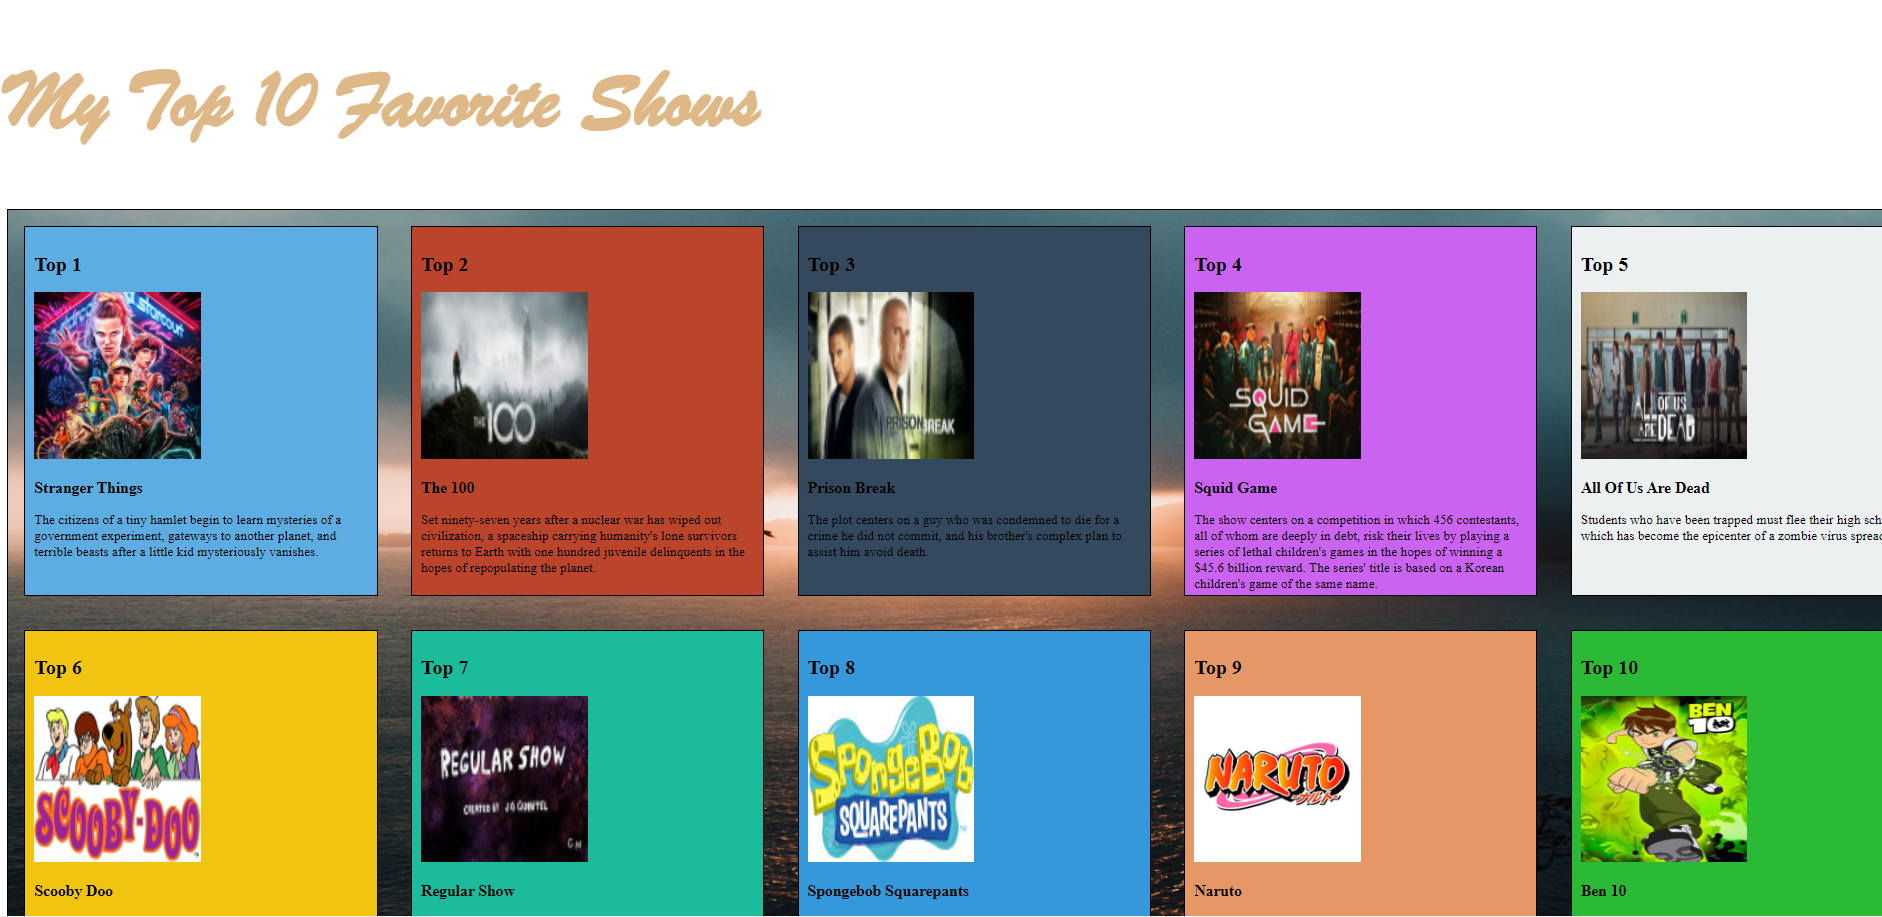 My Top 10 Favorite Shows
Top 1
Starcourt
Stranger Things
The citizens of a tiny hamlet begin to learn mysteries of a
government experiment, gateways to another planet, and
terrible beasts after a little kid mysteriously vanishes.
Top 2
THE 100
The 100
Set ninety-seven years after a nuclear war has wiped out
civilization, a spaceship carrying humanity's lone survivors
returns to Earth with one hundred juvenile delinquents in the
hopes of repopulating the planet.
Top 3
PRISON BREAK
Prison Break
The plot centers on a guy who was condemned to die for a
crime he did not commit, and his brother's complex plan to
assist him avoid death.
Top 4
SQUID
GAME
Squid Game
The show centers on a competition in which 456 contestants,
all of whom are deeply in debt, risk their lives by playing a
series of lethal children's games in the hopes of winning a
$45.6 billion reward. The series' title is based on a Korean
children's game of the same name.
Top 5
ALL OF US
ARE DEAD
All Of Us Are Dead
Students who have been trapped must flee their high sch
which has become the epicenter of a zombie virus sprea
Top 6
SCOOBY-DOO
Scooby Doo
Top 7
REGULAR SHOW
CREATED BY JG QUINTEL
CN
Regular Show
Top 8
SPONGEBOB
SQUAREPANTS
Spongebob Squarepants
Top 9
NARUTO
ナルト
Naruto
Top 10
BEN
10
Ben 10